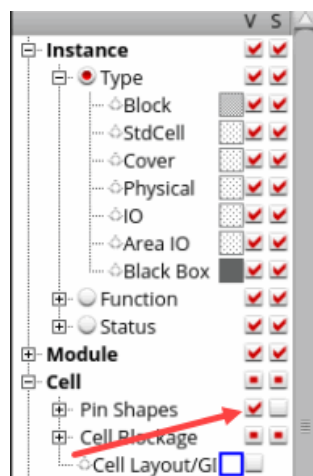 V S
Instance
Type
Block
StdCell
Cover
Physical
IO
Area IO
Black Box
Function
Status
Module
Cell
Pin Shapes
Cell Blockage
Cell Layout/GI